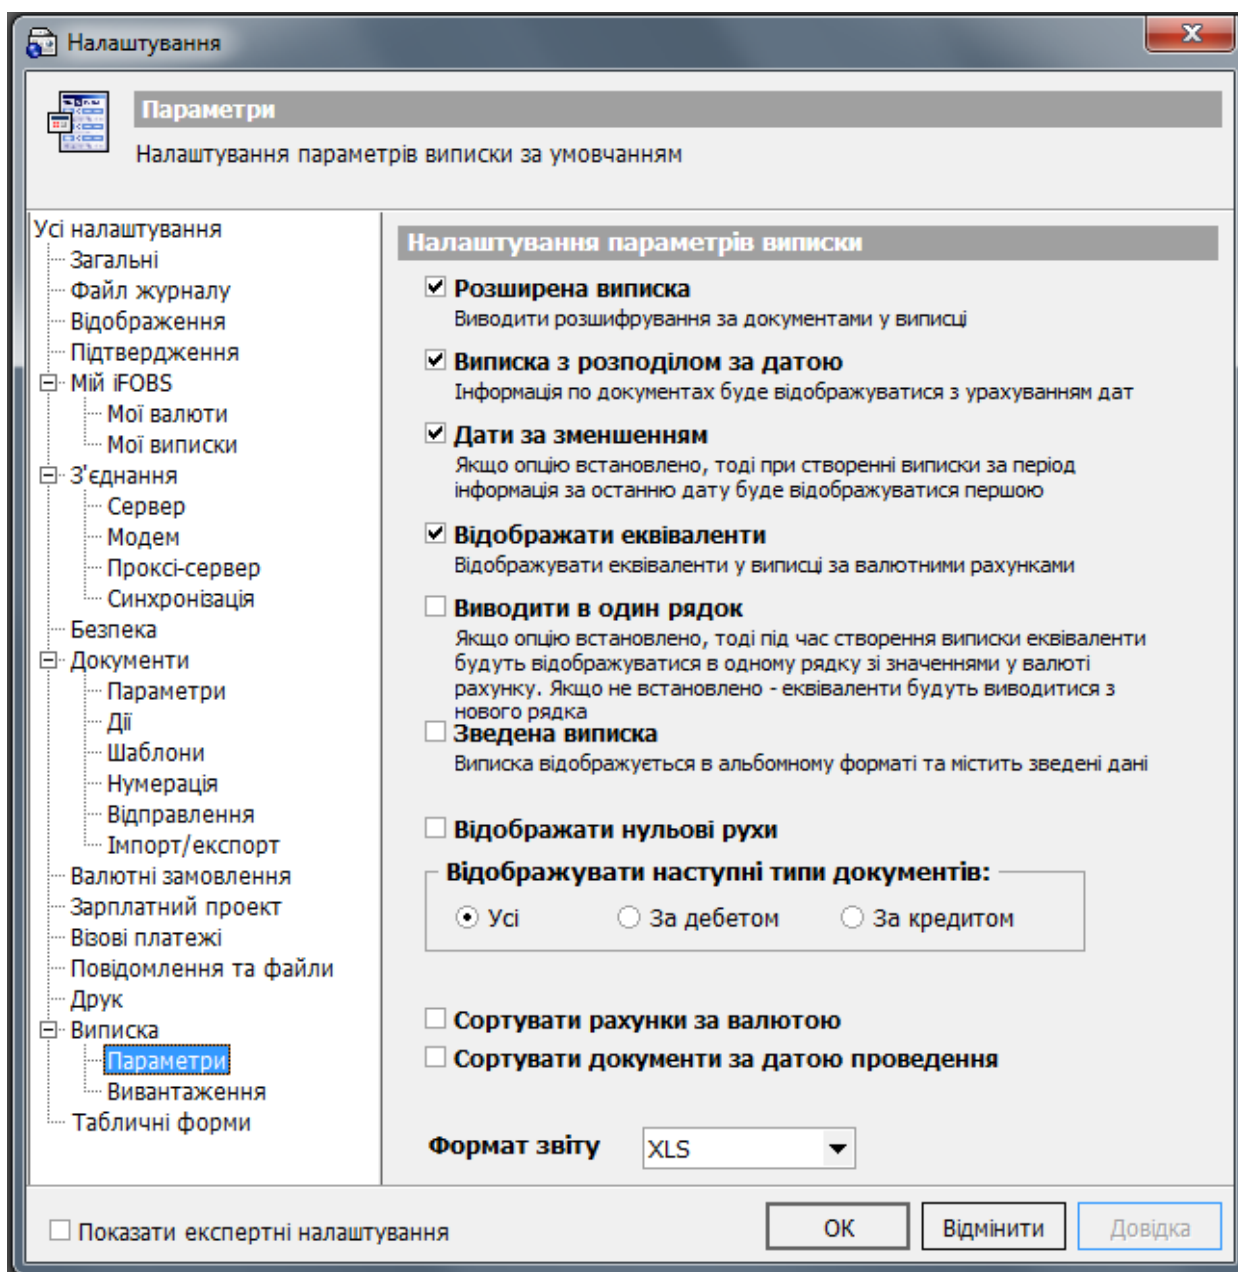 Налаштування
X
Параметри
Налаштування параметрів виписки за умовчанням
Усі налаштування
Загальні
Файл журналу
Відображення
Підтвердження
Мій iFOBS
Мої валюти
Мої виписки
З'єднання
Сервер
Модем
Проксі-сервер
Синхронізація
Безпека
Документи
Параметри
Дії
Шаблони
Нумерація
Відправлення
Імпорт/експорт
Валютні замовлення
Зарплатний проект
Візові платежі
Повідомлення та файли
Друк
Виписка
Параметри
Вивантаження
Табличні форми
Налаштування параметрів виписки
Розширена виписка
Виводити розшифрування за документами у виписці
Виписка з розподілом за датою
Інформація по документах буде відображуватися з урахуванням дат
Дати за зменшенням
Якщо опцію встановлено, тоді при створенні виписки за період
інформація за останню дату буде відображуватися першою
Відображати еквіваленти
Відображувати еквіваленти у виписці за валютними рахунками
Виводити в один рядок
Якщо опцію встановлено, тоді під час створення виписки еквіваленти
будуть відображуватися в одному рядку зі значеннями у валюті
рахунку. Якщо не встановлено - еквіваленти будуть виводитися з
нового рядка
Зведена виписка
Виписка відображується в альбомному форматі та містить зведені дані
Відображати нульові рухи
Відображувати наступні типи документів:
Усі За дебетом За кредитом
Сортувати рахунки за валютою
Сортувати документи за датою проведення
Формат звіту XLS
Показати експертні налаштування
ОК Відмінити Довідка